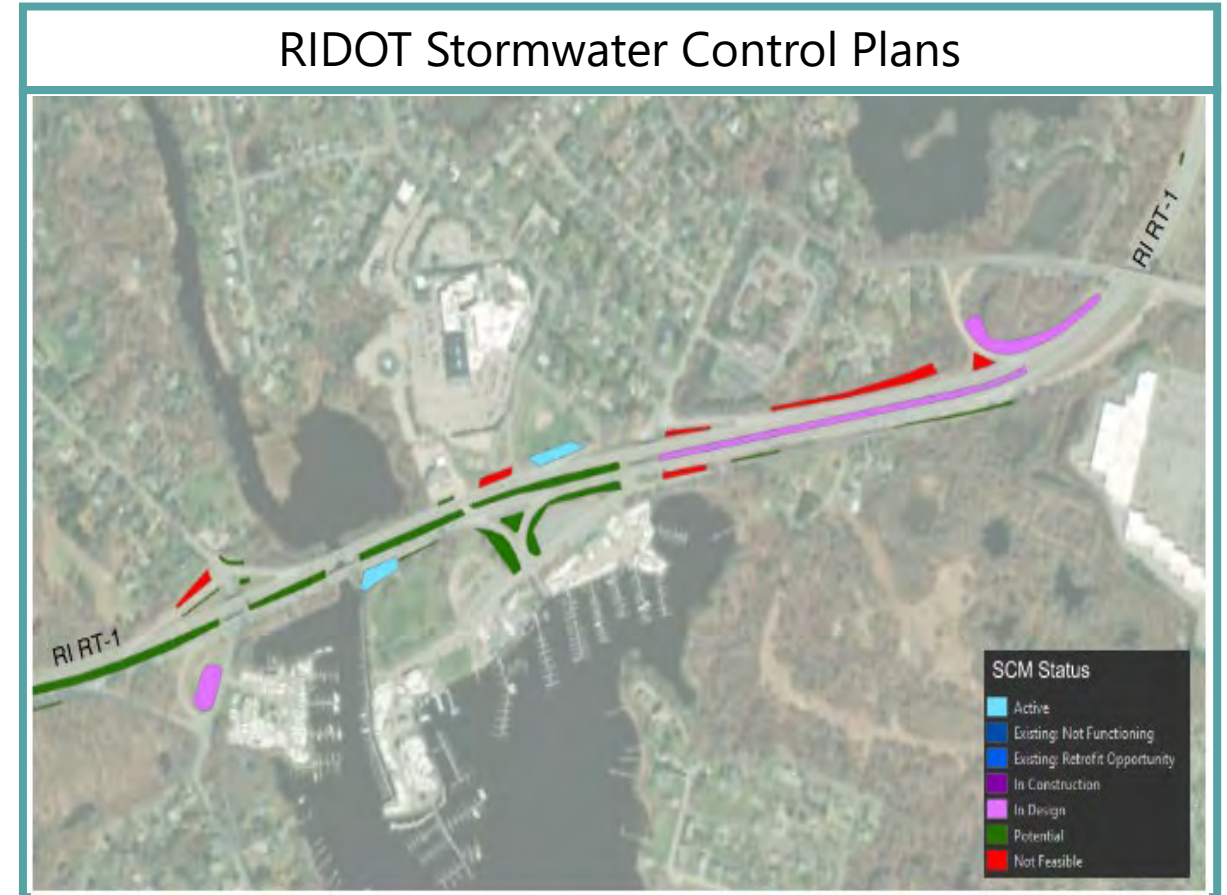 RIDOT Stormwater Control Plans
RI RT-1
RI RT-1
SCM Status
Active
Existing: Not Functioning
Existing: Retrofit Opportunity
In Construction
In Design
Potential
Not Feasible